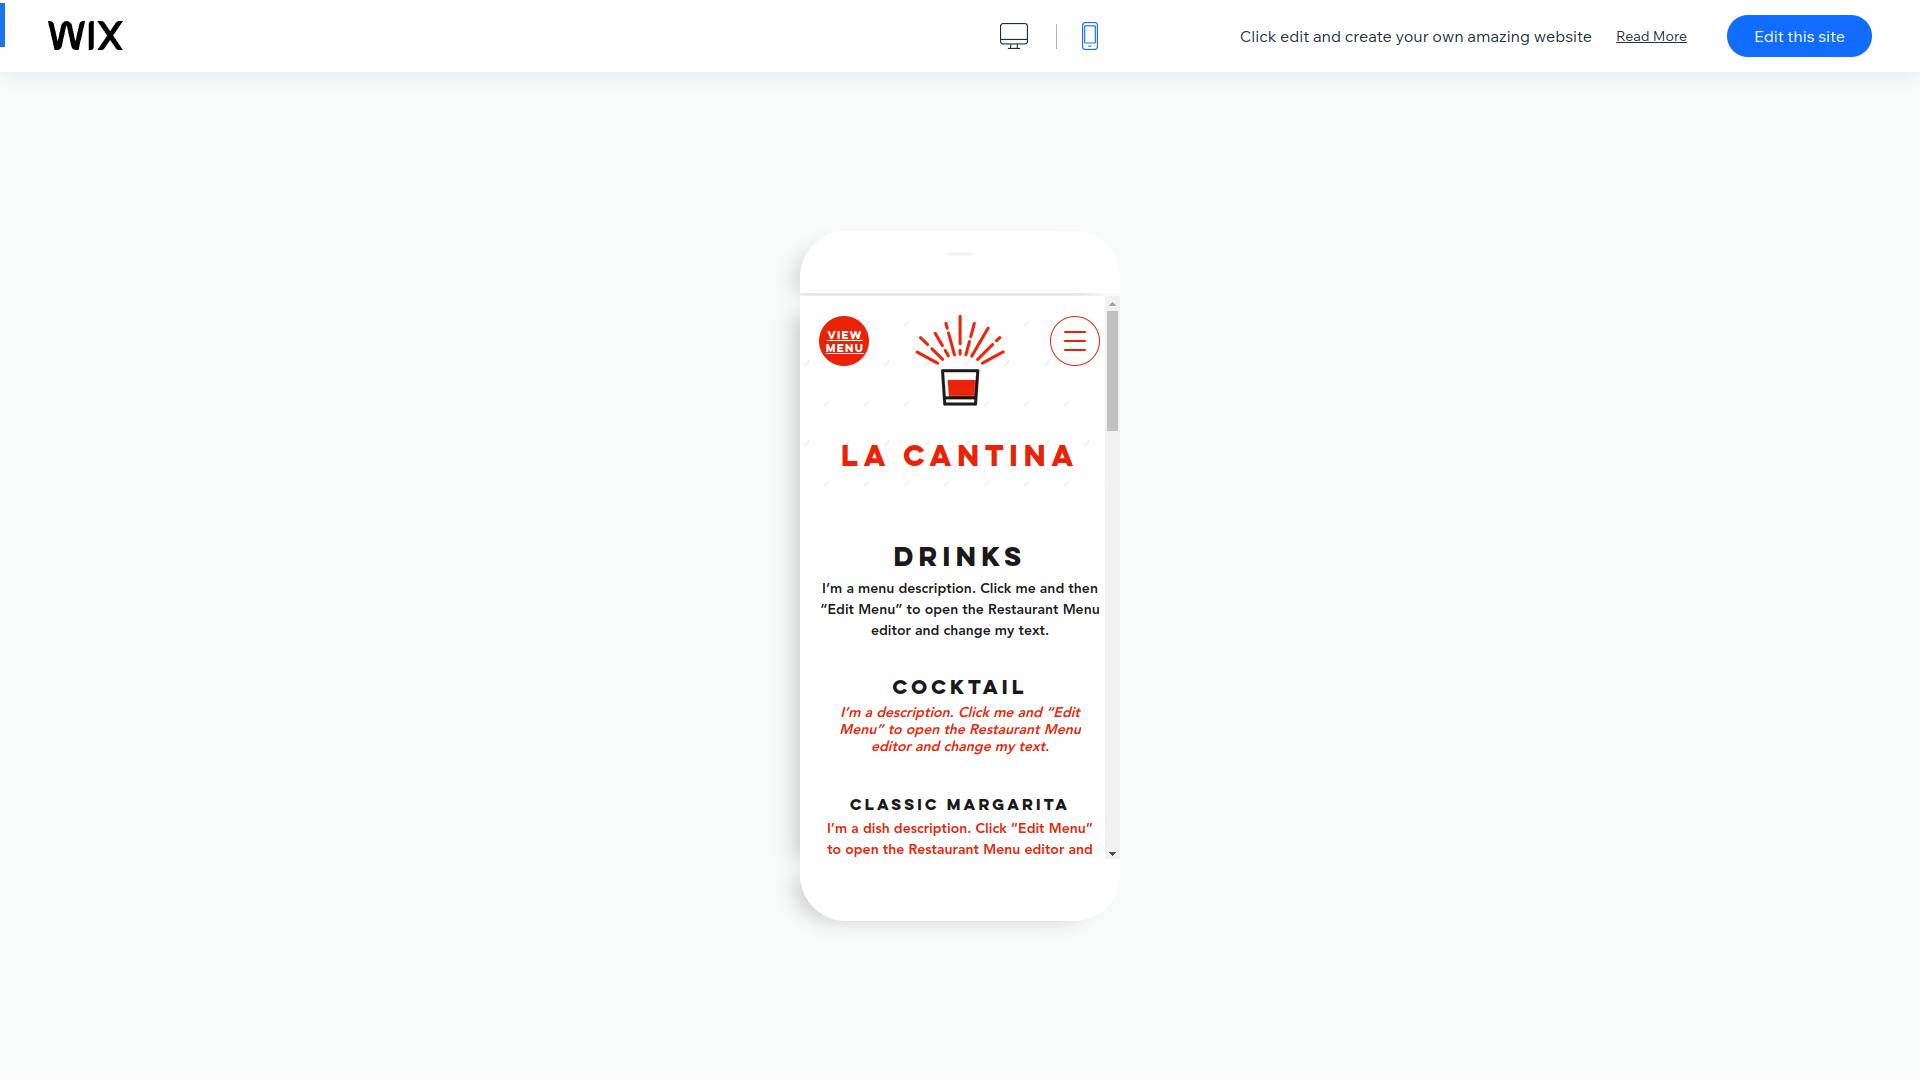 WIX
Click edit and create your own amazing website
Read More
Edit this site
VIEW
MENU
LA CANTINA
DRINKS
I’m a menu description. Click me and then
“Edit Menu” to open the Restaurant Menu
editor and change my text.
COCKTAIL
I’m a description. Click me and “Edit
Menu” to open the Restaurant Menu
editor and change my text.
CLASSIC MARGARITA
I’m a dish description. Click “Edit Menu”
to open the Restaurant Menu editor and